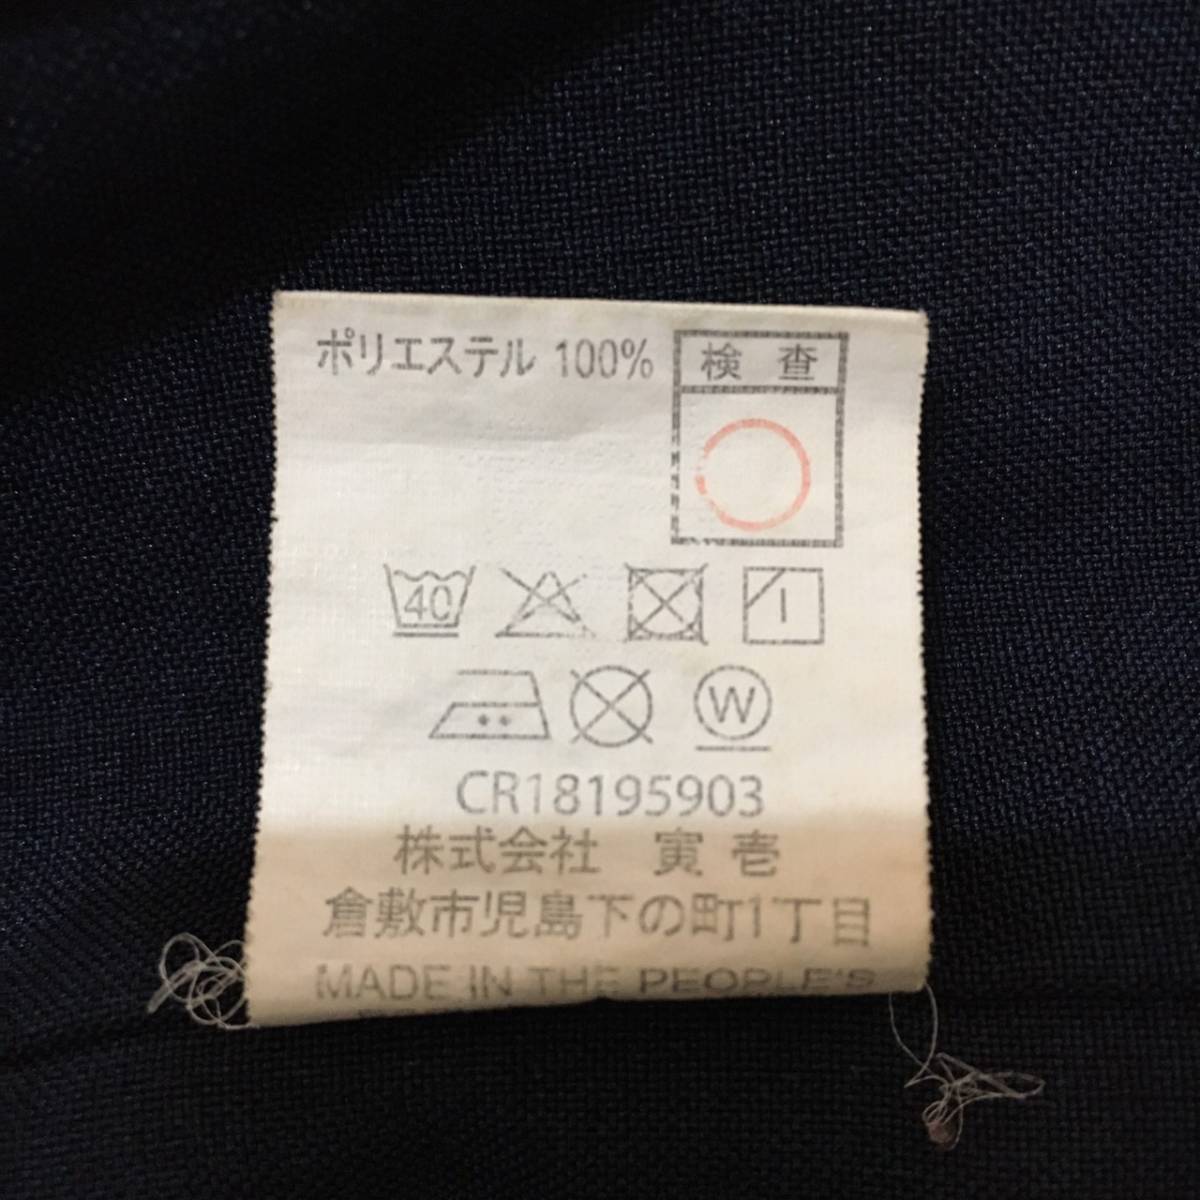 ポリエステル 100%
検 査
40
W
CR18195903
株式会社 寅壱
倉敷市児島下の町1丁目
MADE IN THE PEOPLE'S